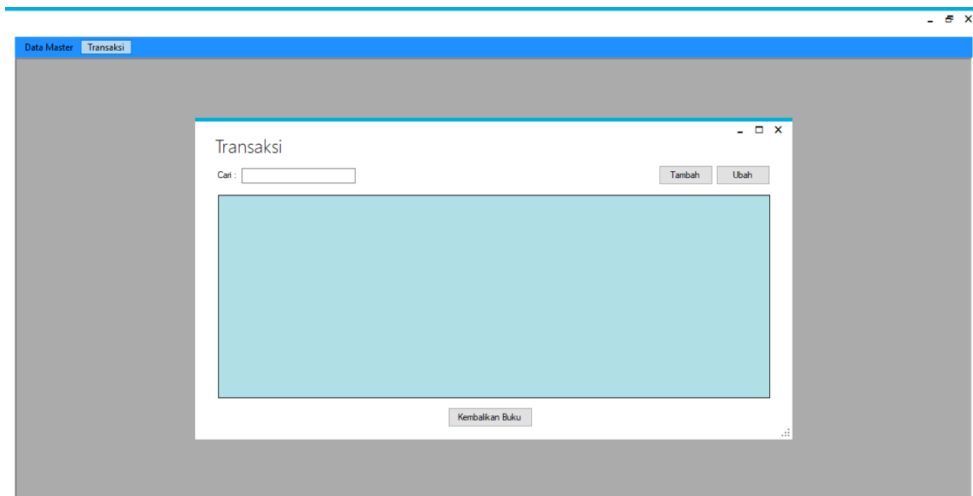 Data Master Transaksi
Transaksi
Cari :
Tambah Ubah
Kembalikan Buku